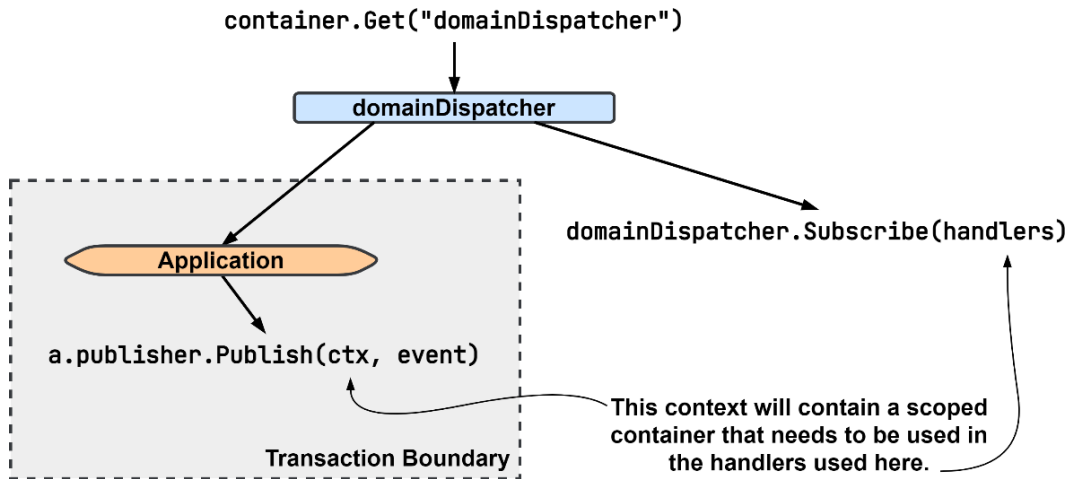 container.Get("domainDispatcher")
domainDispatcher
domainDispatcher.Subscribe(handlers)
Application
a.publisher.Publish(ctx, event)
This context will contain a scoped
container that needs to be used in
the handlers used here.
Transaction Boundary